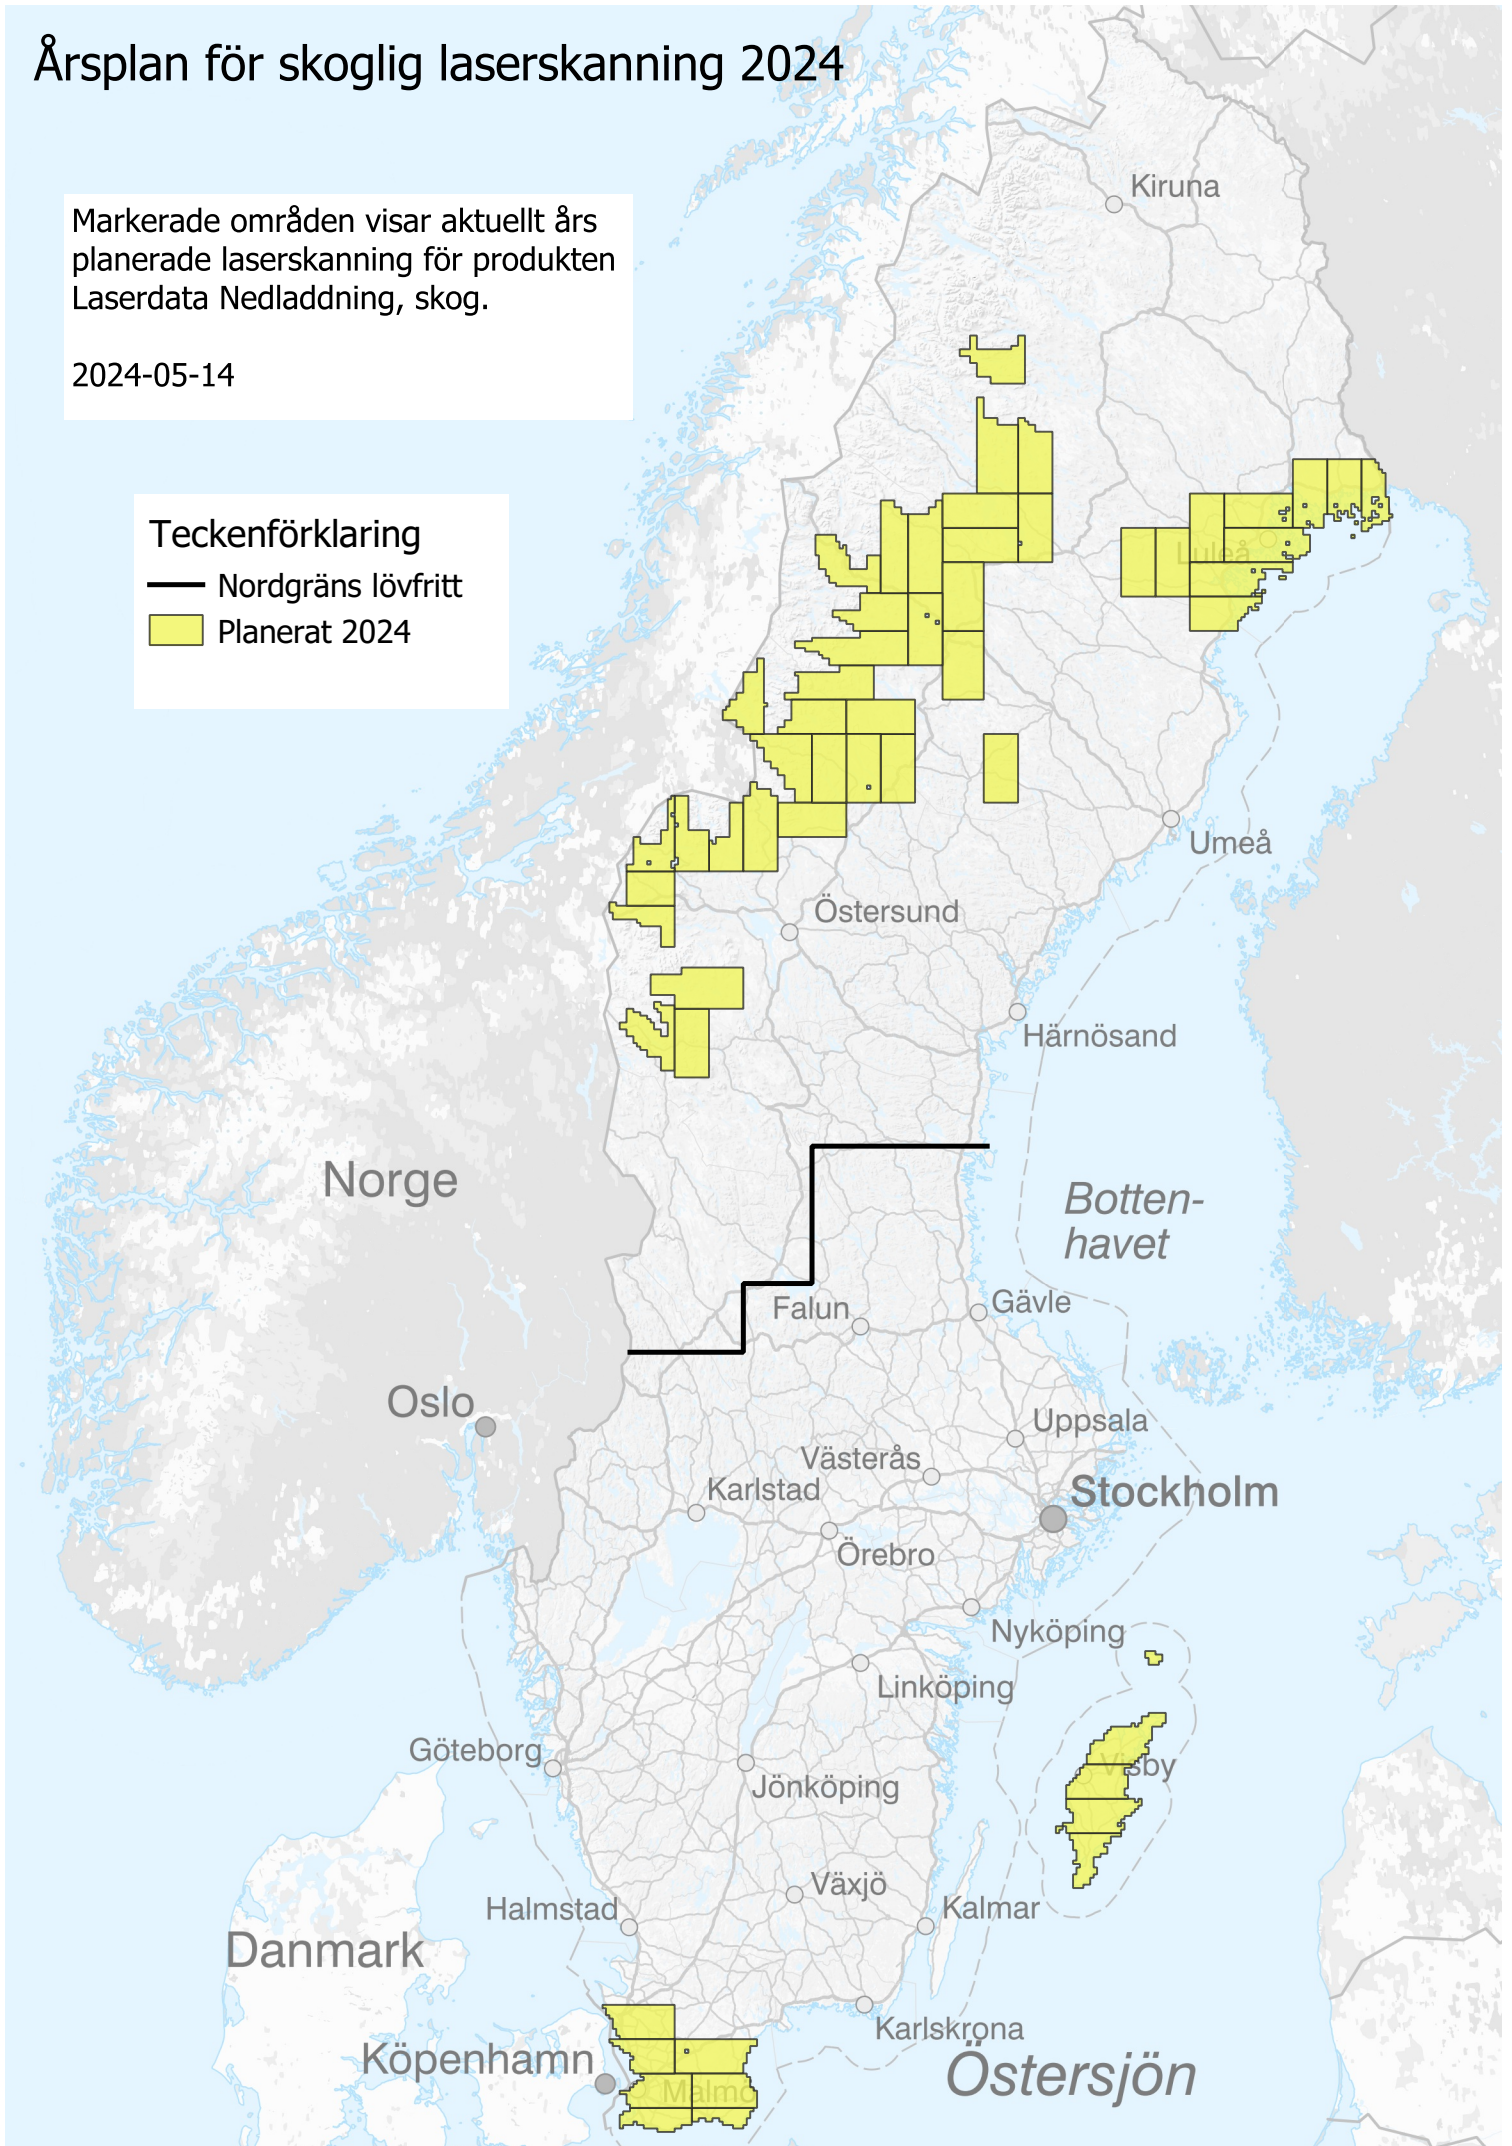 Årsplan för skoglig laserskanning 2024
Markerade områden visar aktuellt års
planerade laserskanning för produkten
Laserdata Nedladdning, skog.
2024-05-14
Teckenförklaring
Nordgräns lövfritt
Planerat 2024
Kiruna
Luleå
Umeå
Östersund
Härnösand
Norge
Botten-
havet
Falun
Gävle
Oslo
Uppsala
Västerås
Karlstad
Stockholm
Örebro
Nyköping
Linköping
Göteborg
Visby
Jönköping
Växjö
Halmstad
Kalmar
Danmark
Karlskrona
Köpenhamn
Östersjön
Malmö